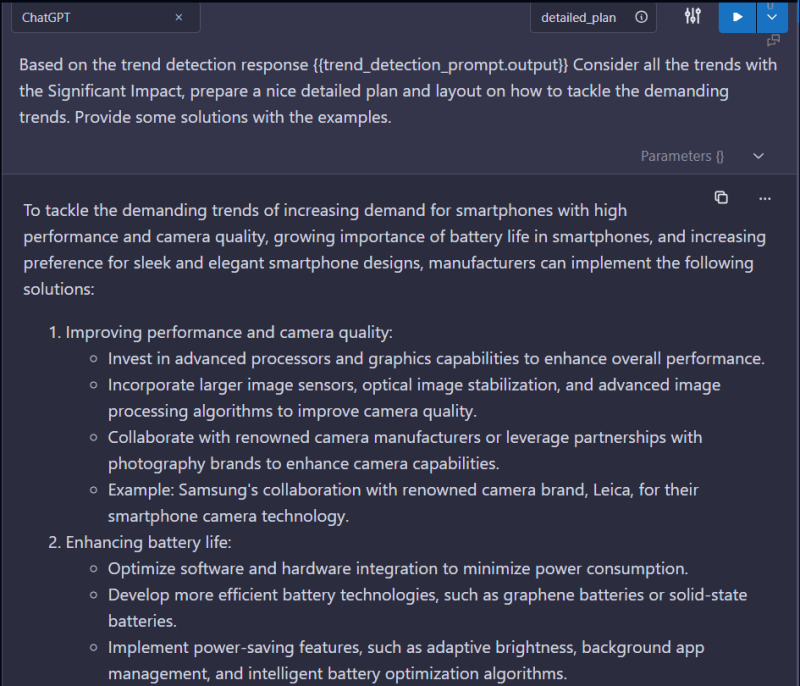 ChatGPT ×
detailed_plan
Based on the trend detection response {{trend_detection_prompt.output}} Consider all the trends with
the Significant Impact, prepare a nice detailed plan and layout on how to tackle the demanding
trends. Provide some solutions with the examples.
Parameters {}
To tackle the demanding trends of increasing demand for smartphones with high
performance and camera quality, growing importance of battery life in smartphones, and increasing
preference for sleek and elegant smartphone designs, manufacturers can implement the following
solutions:
1. Improving performance and camera quality:
Invest in advanced processors and graphics capabilities to enhance overall performance.
Incorporate larger image sensors, optical image stabilization, and advanced image
processing algorithms to improve camera quality.
Collaborate with renowned camera manufacturers or leverage partnerships with
photography brands to enhance camera capabilities.
Example: Samsung's collaboration with renowned camera brand, Leica, for their
smartphone camera technology.
2. Enhancing battery life:
Optimize software and hardware integration to minimize power consumption.
Develop more efficient battery technologies, such as graphene batteries or solid-state
batteries.
Implement power-saving features, such as adaptive brightness, background app
management, and intelligent battery optimization algorithms.